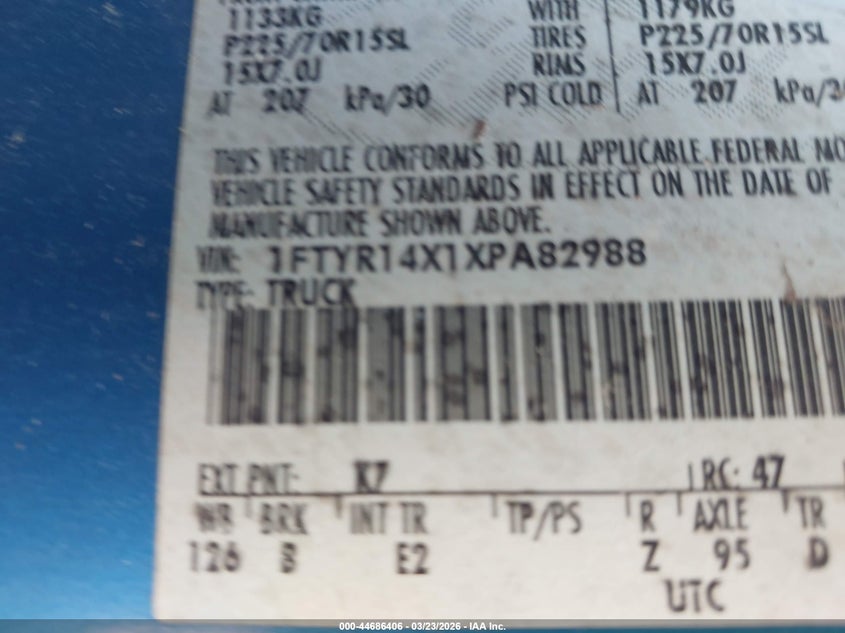 1133KG WITH 1179KG
P225/70R15SL TIRES P225/70R15SL
15X7.0J RIMS 15X7.0J
AT 207 kPa/30 PSI COLD AT 207 kPa/30
THIS VEHICLE CONFORMS TO ALL APPLICABLE FEDERAL MO
VEHICLE SAFETY STANDARDS IN EFFECT ON THE DATE OF
MANUFACTURE SHOWN ABOVE.
VIN: 1FTYR14X1XPA82988
TYPE: TRUCK
EXT PNT: K7 RC: 47
WB BRK INT TR TP/PS R AXLE TR
126 B E2 Z 95 D
UTC
000-44686406 - 03/23/2026 - IAA Inc.